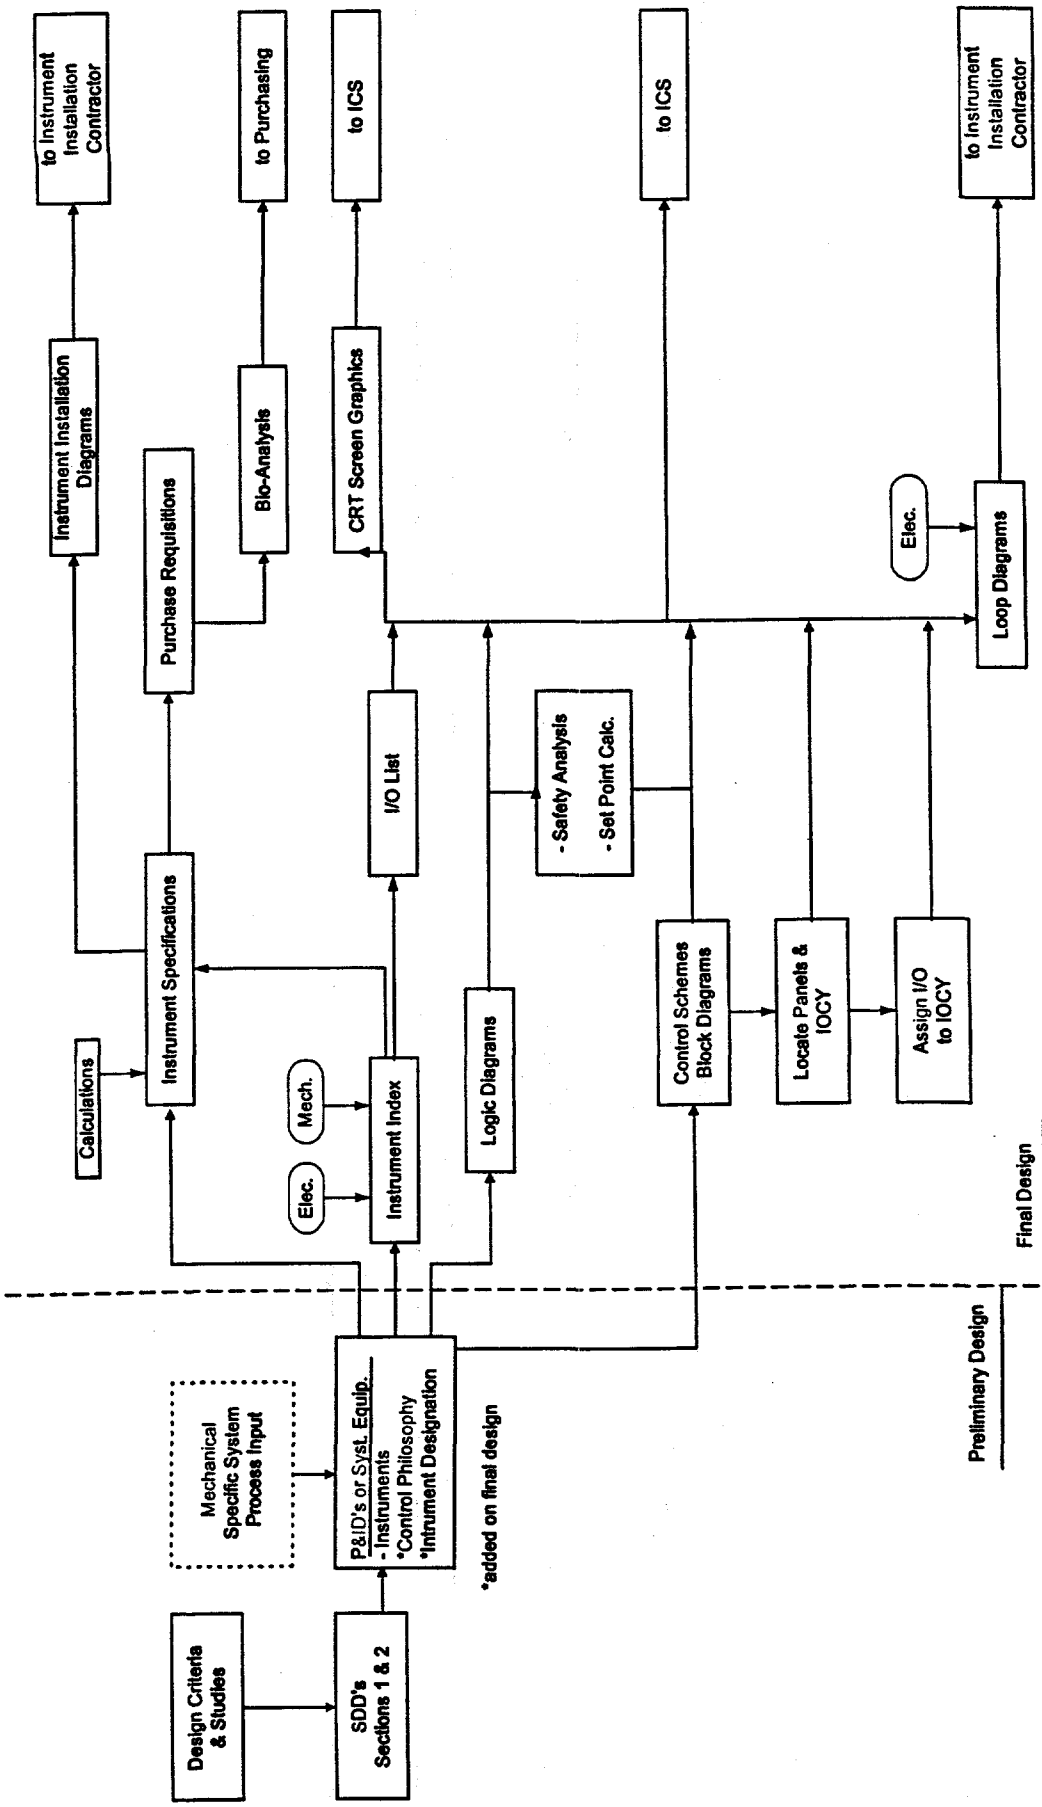 Design Criteria
& Studies
SDD's
Sections 1 & 2
Mechanical
Specific System
Process Input
P&ID's or Syst. Equip.
- Instruments
*Control Philosophy
*Intrument Designation
*added on final design
Preliminary Design
Final Design
Calculations
Instrument Specifications
Elec.
Mech.
Instrument Index
Logic Diagrams
Control Schemes
Block Diagrams
Locate Panels &
IOCY
Assign I/O
to IOCY
Purchase Requisitions
I/O List
- Safety Analysis
- Set Point Calc.
Instrument Installation
Diagrams
Bio-Analysis
CRT Screen Graphics
Elec.
Loop Diagrams
to Instrument
Installation
Contractor
to Purchasing
to ICS
to ICS
to Instrument
Installation
Contractor